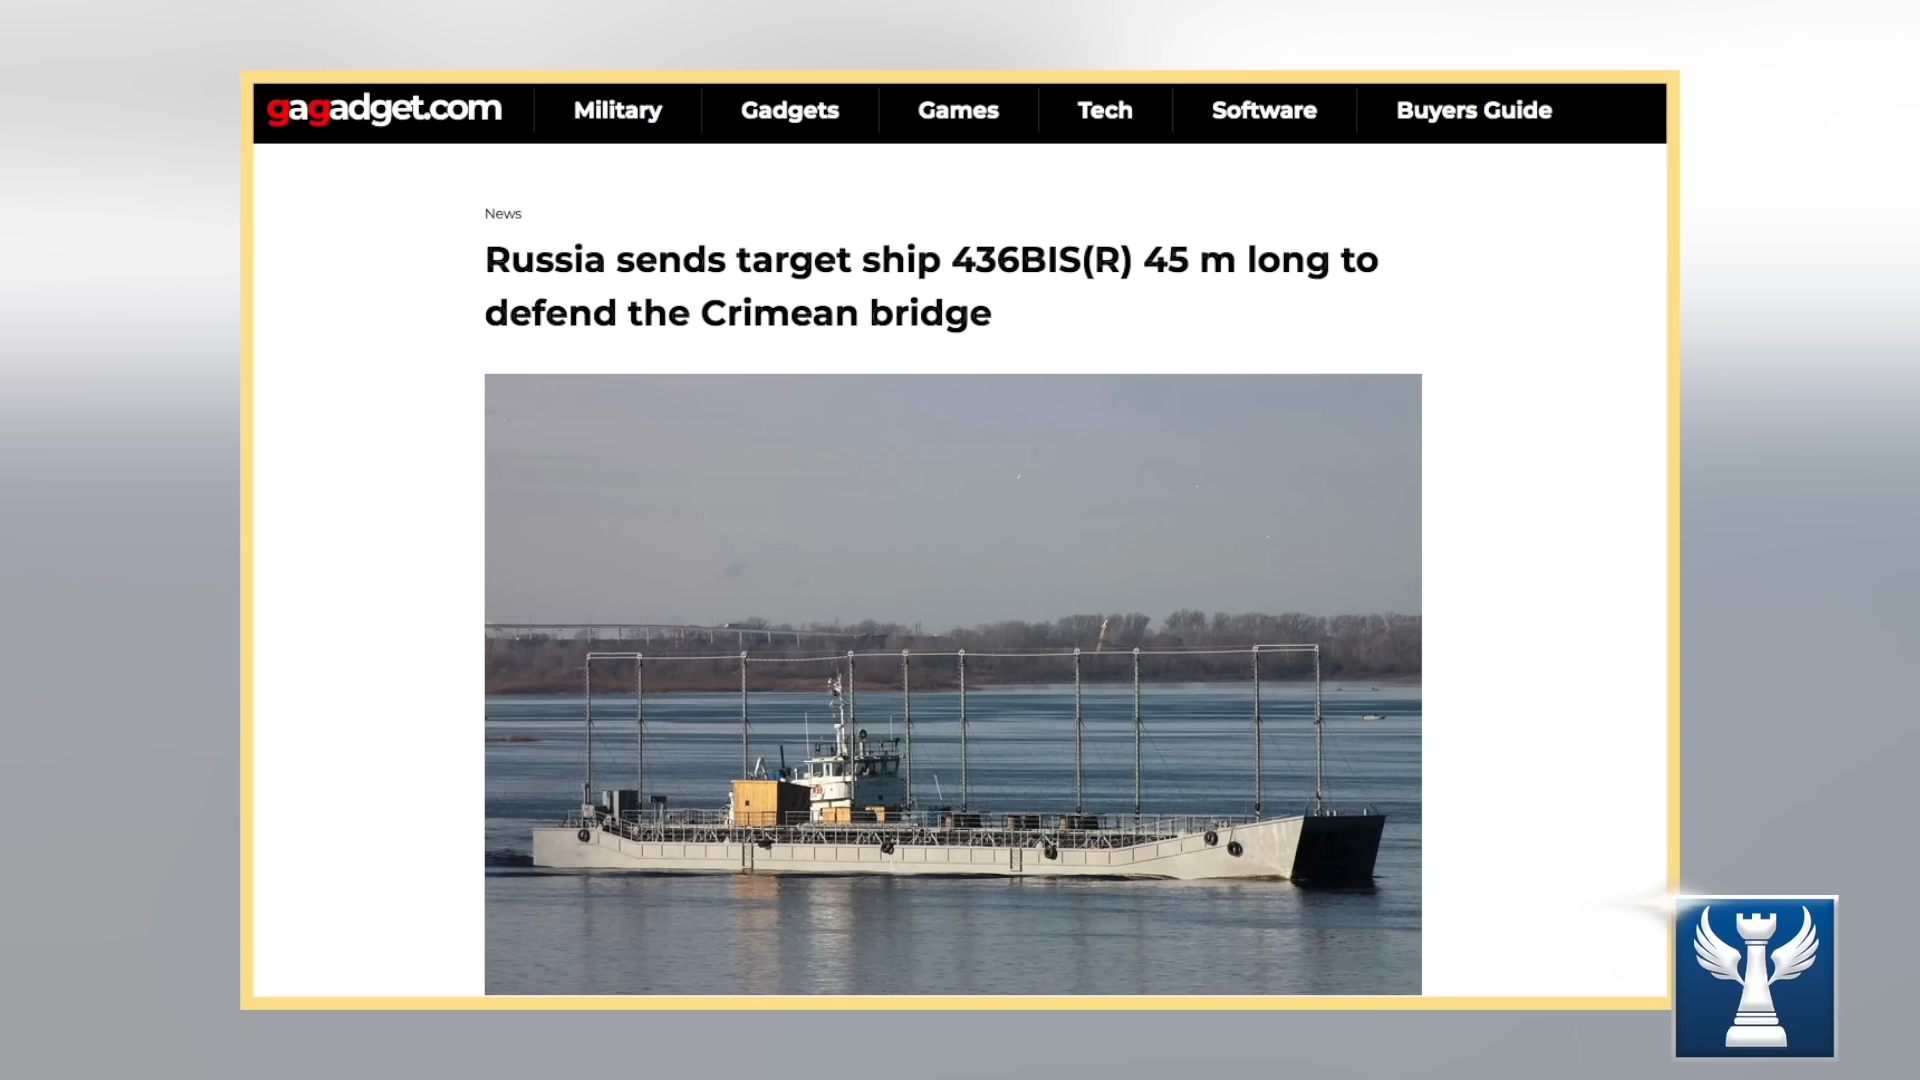 gagadget.com
Military
Gadgets
Games
Tech
Software
Buyers Guide
News
Russia sends target ship 436BIS(R) 45 m long to
defend the Crimean bridge